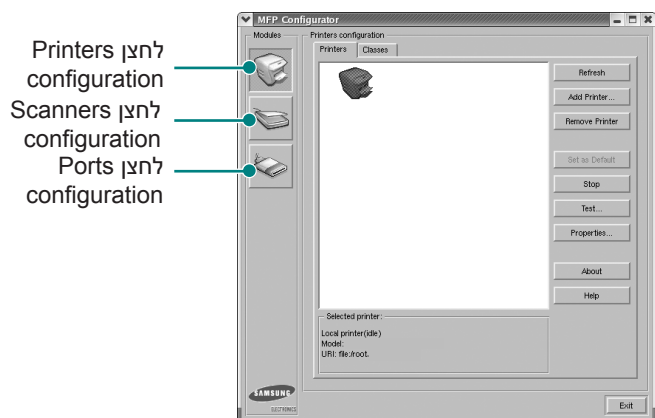 לחצן Printers
configuration
לחצן Scanners
configuration
לחצן Ports
configuration
MFP Configurator
Modules
Printers configuration
Printers
Classes
Refresh
Add Printer...
Remove Printer
Set as Default
Stop
Test...
Properties...
About
Help
Selected printer:
Local printer(idle)
Model:
URI: file:/root.
SAMSUNG
ELECTRONICS
Exit